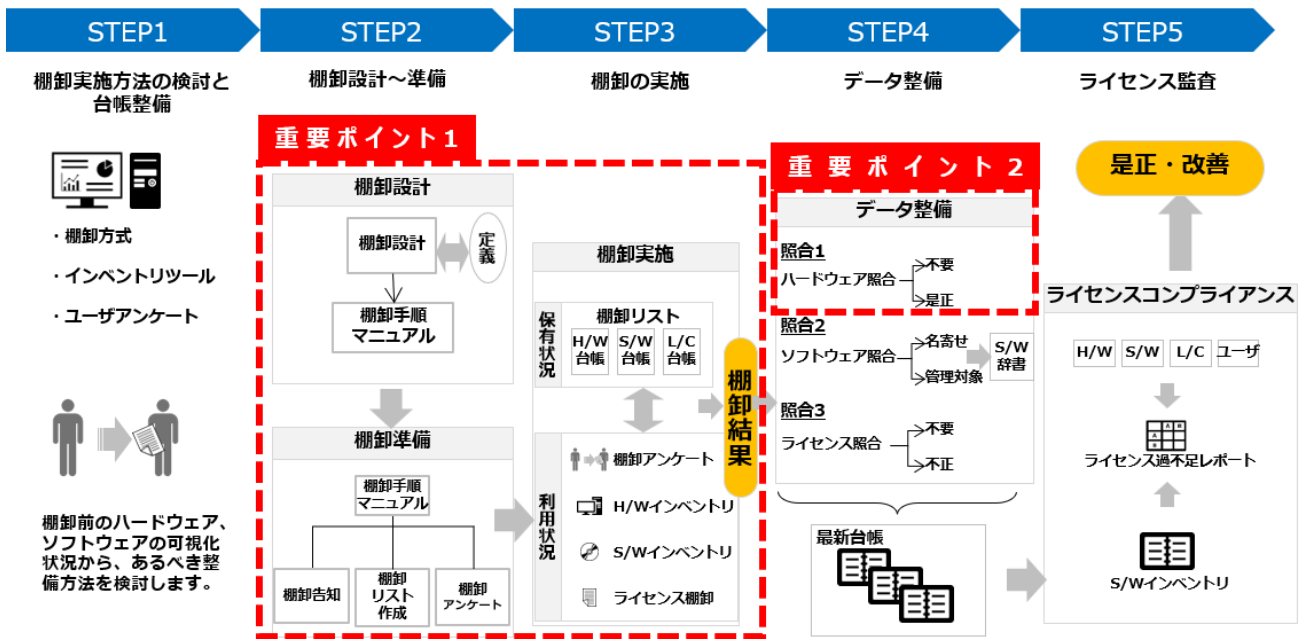 STEP1
STEP2
STEP3
STEP4
STEP5
棚卸実施方法の検討と
台帳整備
棚卸設計～準備
棚卸の実施
データ整備
ライセンス監査
・棚卸方式
・インベントリツール
・ユーザアンケート
棚卸前のハードウェア、
ソフトウェアの可視化
状況から、あるべき整
備方法を検討します。
重要ポイント1
棚卸設計
棚卸設計
定義
棚卸手順
マニュアル
棚卸準備
棚卸手順
マニュアル
棚卸告知
棚卸
リスト
作成
棚卸
アンケート
棚卸実施
保有状況
棚卸リスト
H/W
台帳
S/W
台帳
L/C
台帳
利用状況
棚卸アンケート
H/Wインベントリ
S/Wインベントリ
ライセンス棚卸
棚卸結果
重要ポイント2
データ整備
照合1
ハードウェア照合
不要
是正
照合2
ソフトウェア照合
名寄せ
管理対象
S/W
辞書
照合3
ライセンス照合
不要
不正
最新台帳
是正・改善
ライセンスコンプライアンス
H/W
S/W
L/C
ユーザ
ライセンス過不足レポート
S/Wインベントリ